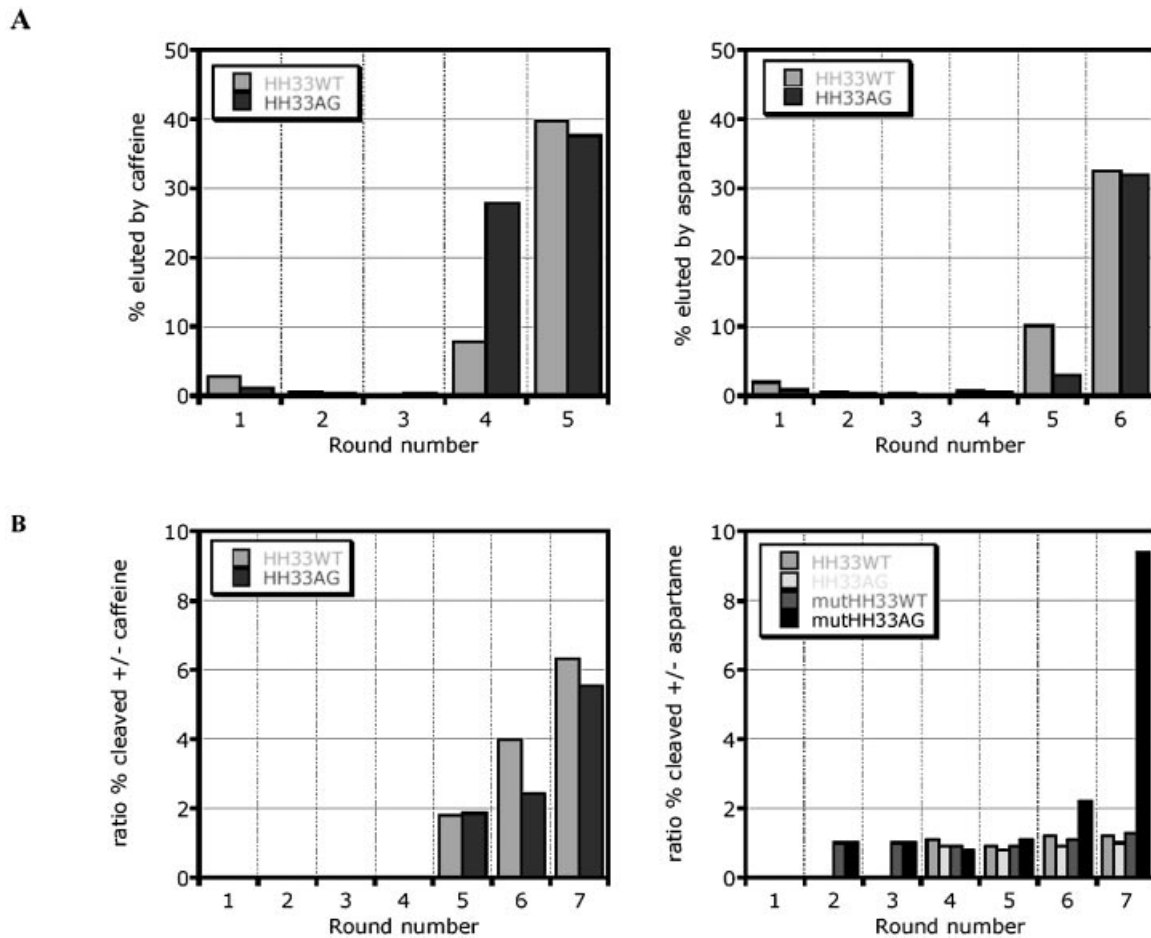 A
% eluted by caffeine
50
40
30
20
10
0
HH33WT
HH33AG
1 2 3 4 5
Round number
% eluted by aspartame
50
40
30
20
10
0
HH33WT
HH33AG
1 2 3 4 5 6
Round number
B
ratio % cleaved +/- caffeine
10
8
6
4
2
0
HH33WT
HH33AG
1 2 3 4 5 6 7
Round number
ratio % cleaved +/- aspartame
10
8
6
4
2
0
HH33WT
HH33AG
mutHH33WT
mutHH33AG
1 2 3 4 5 6 7
Round number